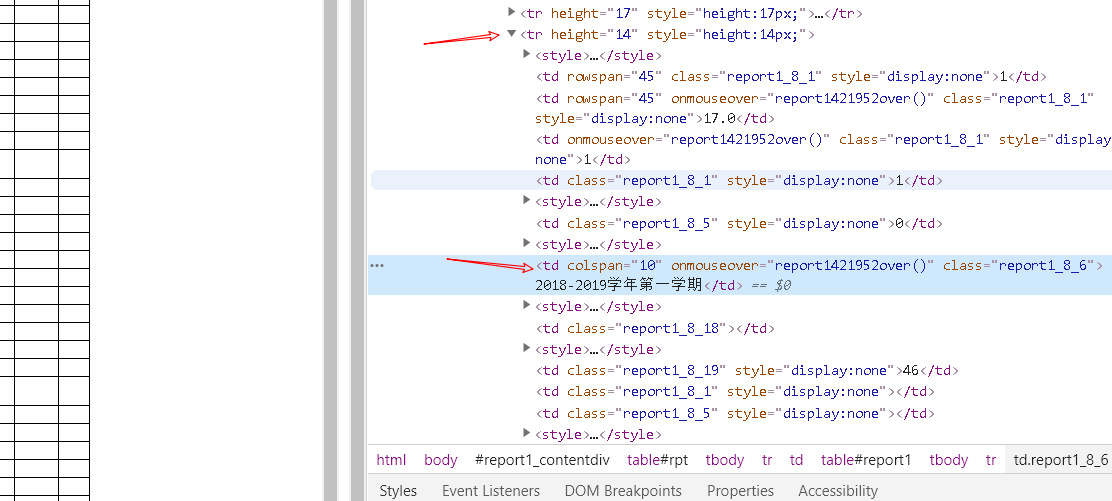 ▶<tr height="17" style="height:17px;">…</tr>
▼<tr height="14" style="height:14px;">
▶<style>…</style>
<td rowspan="45" class="report1_8_1" style="display:none">1</td>
<td rowspan="45" onmouseover="report1421952over()" class="report1_8_1"
style="display:none">17.0</td>
<td onmouseover="report1421952over()" class="report1_8_1" style="display
none">1</td>
<td class="report1_8_1" style="display:none">1</td>
▶<style>…</style>
<td class="report1_8_5" style="display:none">0</td>
▶<style>…</style>
<td colspan="10" onmouseover="report1421952over()" class="report1_8_6">
2018-2019学年第一学期</td> == $0
▶<style>…</style>
<td class="report1_8_18"></td>
▶<style>…</style>
<td class="report1_8_19" style="display:none">46</td>
<td class="report1_8_1" style="display:none"></td>
<td class="report1_8_5" style="display:none"></td>
▶<style>…</style>
html body #report1_contentdiv table#rpt tbody tr td table#report1 tbody tr td.report1_8_6
Styles Event Listeners DOM Breakpoints Properties Accessibility